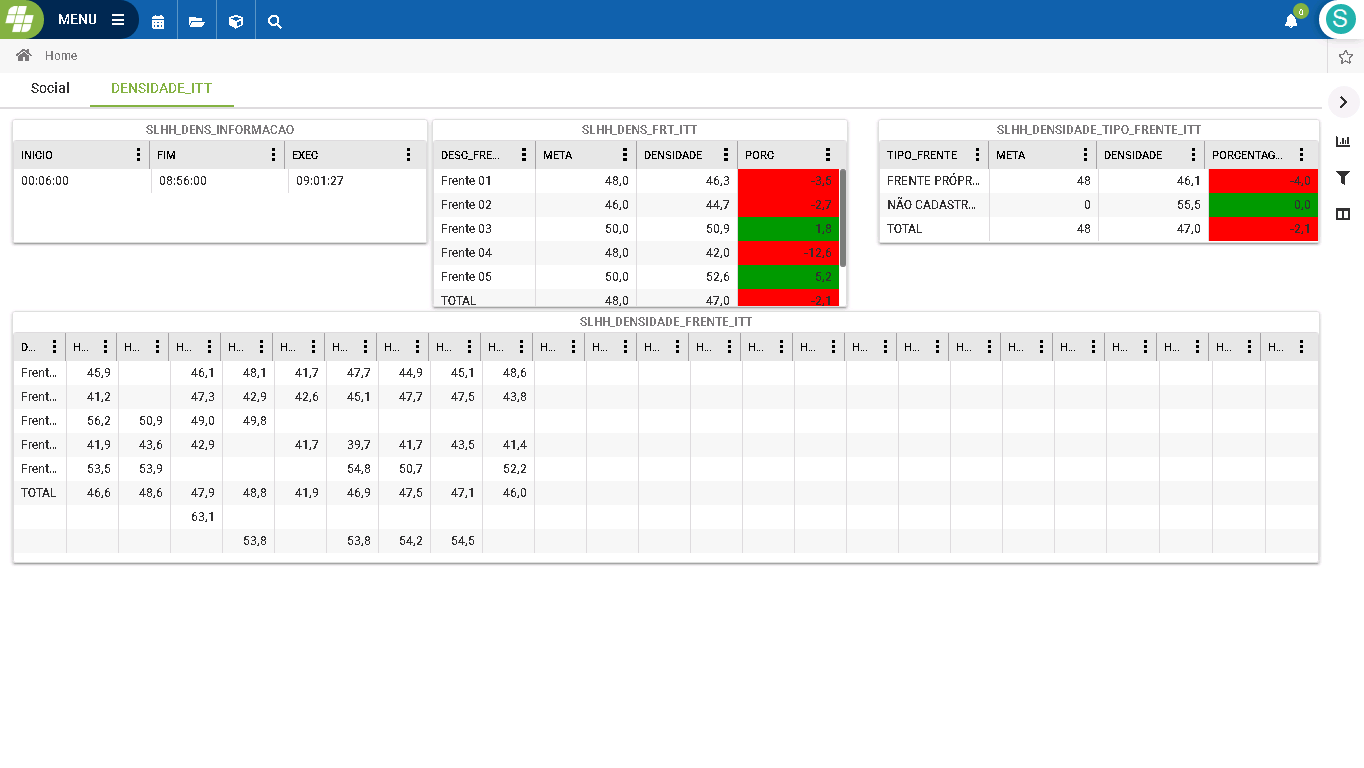 MENU
0
S
Home
Social DENSIDADE_ITT
SLHH_DENS_INFORMACAO
INICIO FIM EXEC
00:06:00 08:56:00 09:01:27
SLHH_DENS_FRT_ITT
DESC_FRE... META DENSIDADE PORC
Frente 01 48,0 46,3 -3,6
Frente 02 46,0 44,7 -2,7
Frente 03 50,0 50,9 1,8
Frente 04 48,0 42,0 -12,6
Frente 05 50,0 52,6 5,2
TOTAL 48,0 47,0 -2,1
SLHH_DENSIDADE_TIPO_FRENTE_ITT
TIPO_FRENTE META DENSIDADE PORCENTAG...
FRENTE PRÓPR... 48 46,1 -4,0
NÃO CADASTR... 0 55,5 0,0
TOTAL 48 47,0 -2,1
SLHH_DENSIDADE_FRENTE_ITT
D... H... H... H... H... H... H... H... H... H... H... H... H... H... H... H... H... H... H... H... H... H... H... H... H...
Frent... 45,9 46,1 48,1 41,7 47,7 44,9 45,1 48,6
Frent... 41,2 47,3 42,9 42,6 45,1 47,7 47,5 43,8
Frent... 56,2 50,9 49,0 49,8
Frent... 41,9 43,6 42,9 41,7 39,7 41,7 43,5 41,4
Frent... 53,5 53,9 54,8 50,7 52,2
TOTAL 46,6 48,6 47,9 48,8 41,9 46,9 47,5 47,1 46,0
63,1
53,8 53,8 54,2 54,5